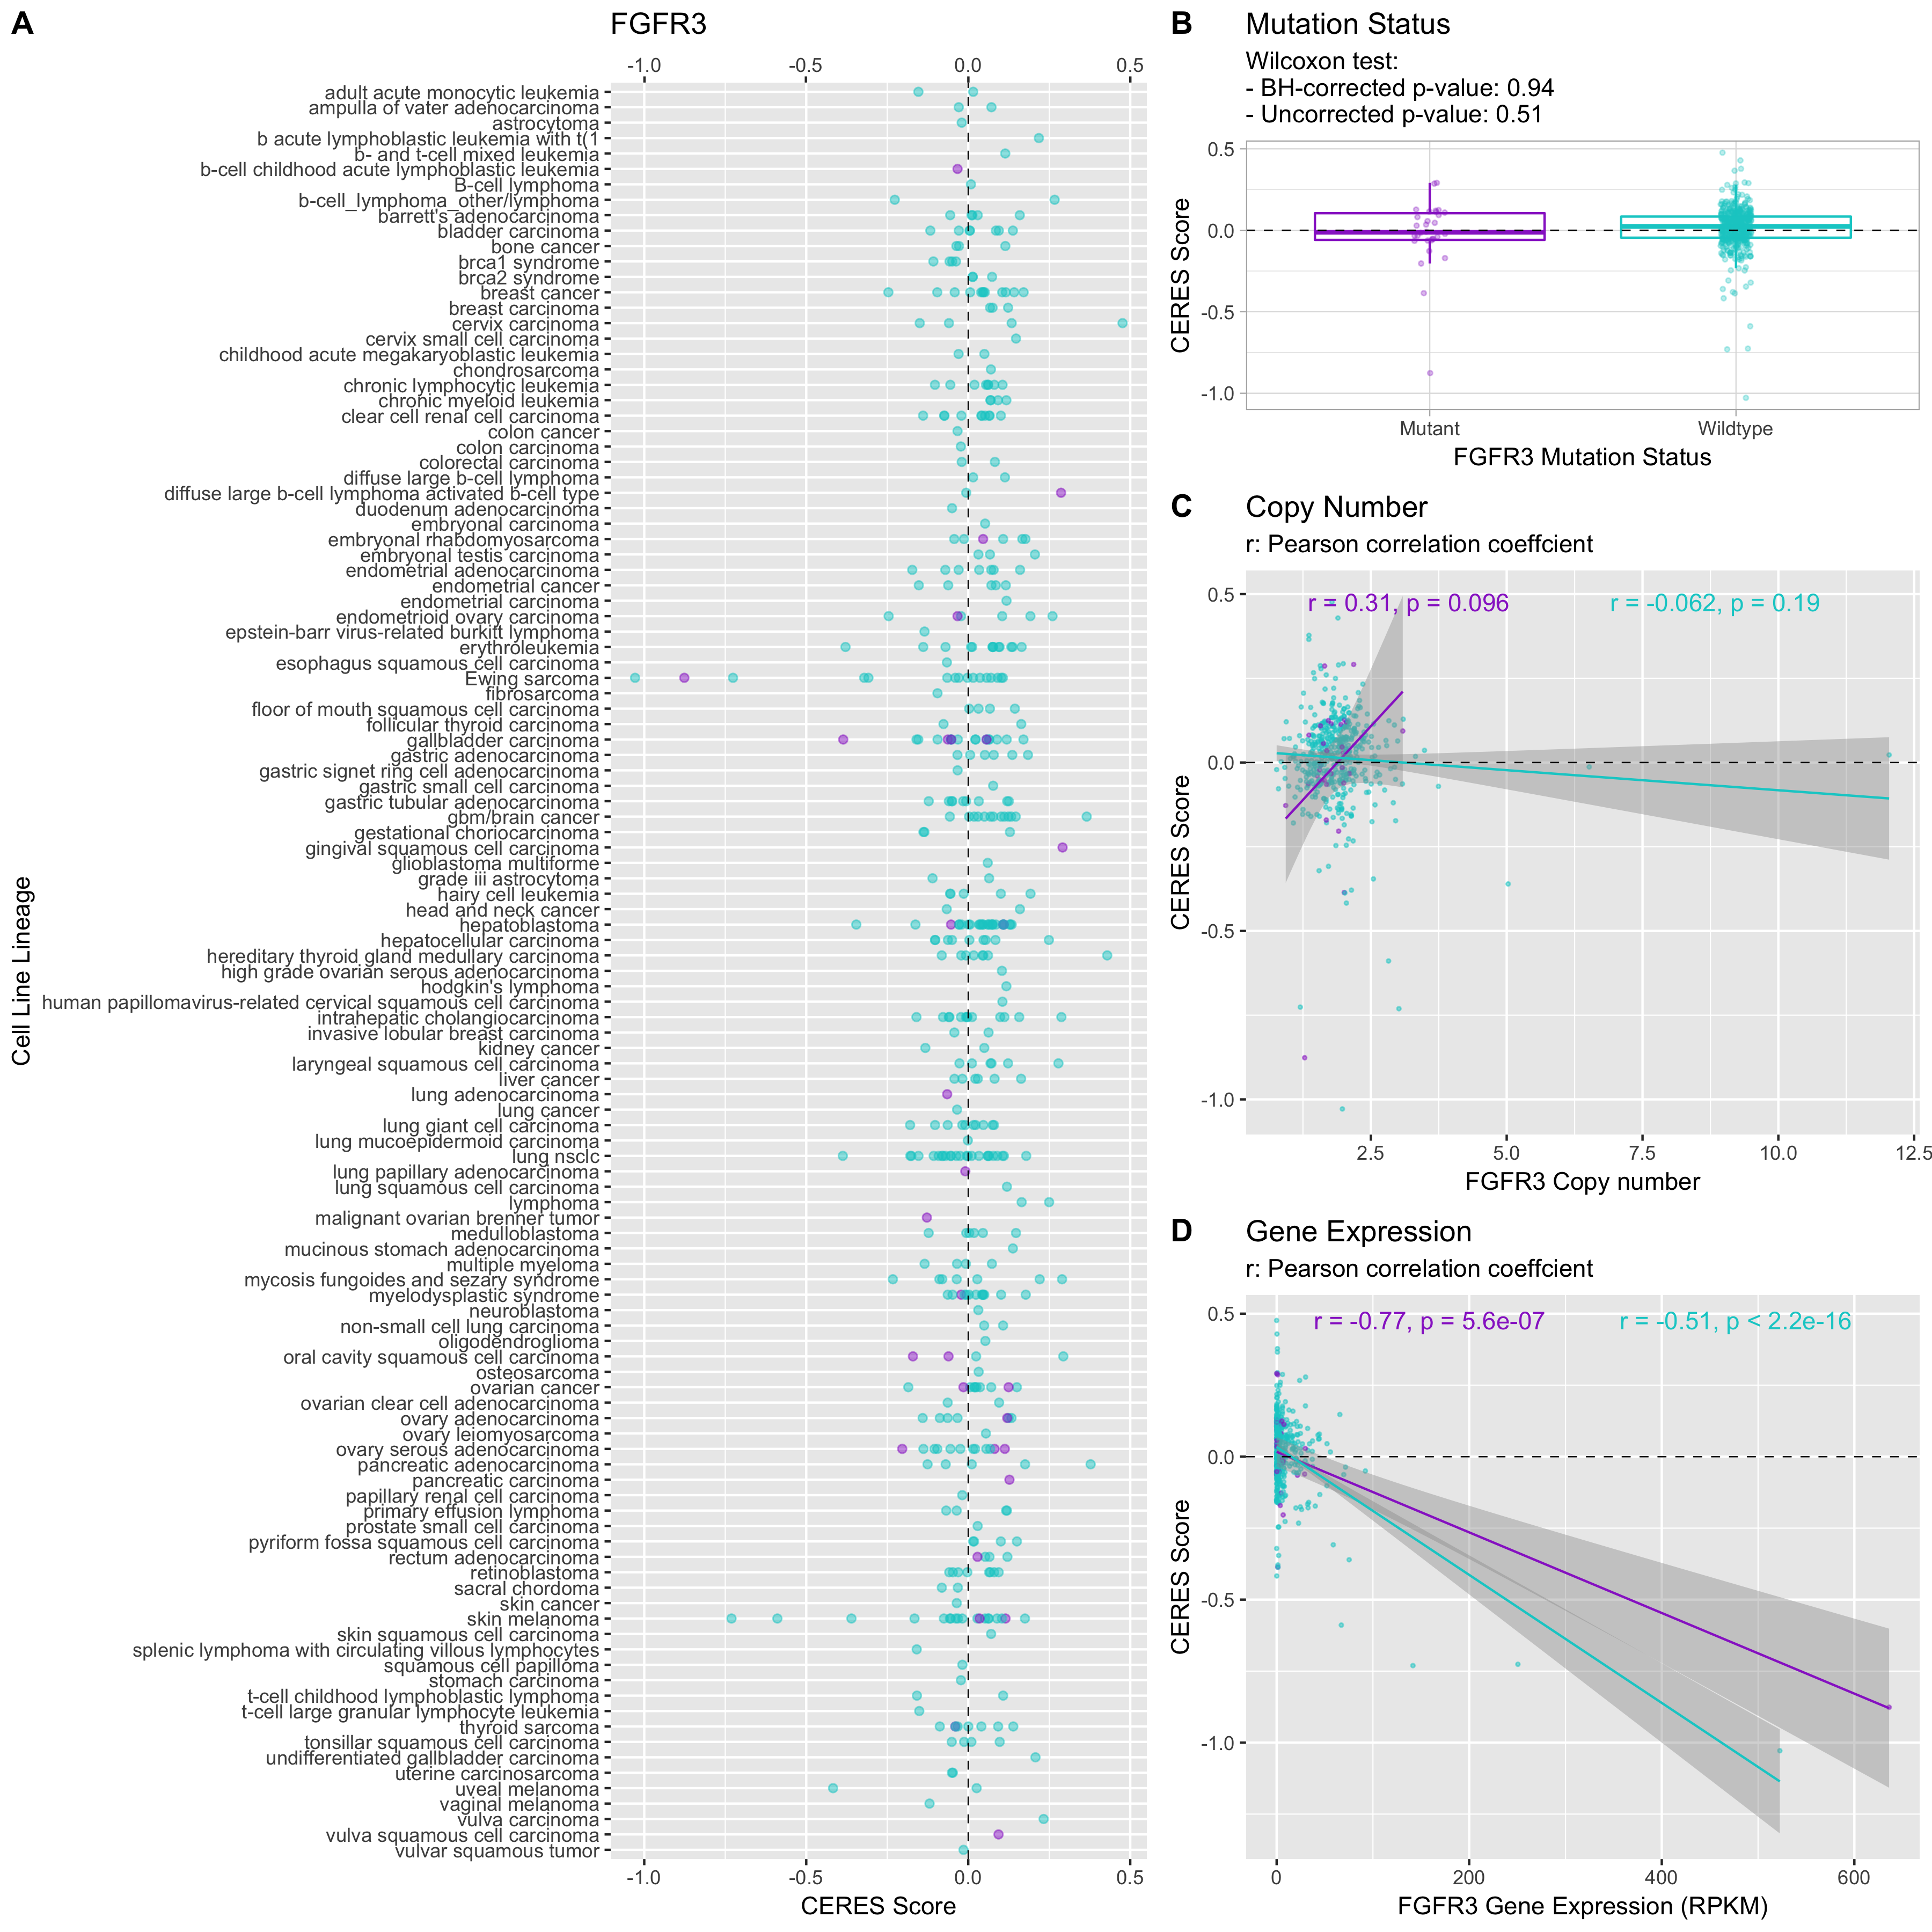 A
FGFR3
-1.0 -0.5 0.0 0.5
adult acute monocytic leukemia
ampulla of vater adenocarcinoma
astrocytoma
b acute lymphoblastic leukemia with t(1
b- and t-cell mixed leukemia
b-cell childhood acute lymphoblastic leukemia
B-cell lymphoma
b-cell_lymphoma_other/lymphoma
barrett's adenocarcinoma
bladder carcinoma
bone cancer
brca1 syndrome
brca2 syndrome
breast cancer
breast carcinoma
cervix carcinoma
cervix small cell carcinoma
childhood acute megakaryoblastic leukemia
chondrosarcoma
chronic lymphocytic leukemia
chronic myeloid leukemia
clear cell renal cell carcinoma
colon cancer
colon carcinoma
colorectal carcinoma
diffuse large b-cell lymphoma
diffuse large b-cell lymphoma activated b-cell type
duodenum adenocarcinoma
embryonal carcinoma
embryonal rhabdomyosarcoma
embryonal testis carcinoma
endometrial adenocarcinoma
endometrial cancer
endometrial carcinoma
endometrioid ovary carcinoma
epstein-barr virus-related burkitt lymphoma
erythroleukemia
esophagus squamous cell carcinoma
Ewing sarcoma
fibrosarcoma
floor of mouth squamous cell carcinoma
follicular thyroid carcinoma
gallbladder carcinoma
gastric adenocarcinoma
gastric signet ring cell adenocarcinoma
gastric small cell carcinoma
gastric tubular adenocarcinoma
gbm/brain cancer
gestational choriocarcinoma
gingival squamous cell carcinoma
glioblastoma multiforme
grade iii astrocytoma
hairy cell leukemia
head and neck cancer
hepatoblastoma
hepatocellular carcinoma
hereditary thyroid gland medullary carcinoma
high grade ovarian serous adenocarcinoma
hodgkin's lymphoma
human papillomavirus-related cervical squamous cell carcinoma
intrahepatic cholangiocarcinoma
invasive lobular breast carcinoma
kidney cancer
laryngeal squamous cell carcinoma
liver cancer
lung adenocarcinoma
lung cancer
lung giant cell carcinoma
lung mucoepidermoid carcinoma
lung nsclc
lung papillary adenocarcinoma
lung squamous cell carcinoma
lymphoma
malignant ovarian brenner tumor
medulloblastoma
mucinous stomach adenocarcinoma
multiple myeloma
mycosis fungoides and sezary syndrome
myelodysplastic syndrome
neuroblastoma
non-small cell lung carcinoma
oligodendroglioma
oral cavity squamous cell carcinoma
osteosarcoma
ovarian cancer
ovarian clear cell adenocarcinoma
ovary adenocarcinoma
ovary leiomyosarcoma
ovary serous adenocarcinoma
pancreatic adenocarcinoma
pancreatic carcinoma
papillary renal cell carcinoma
primary effusion lymphoma
prostate small cell carcinoma
pyriform fossa squamous cell carcinoma
rectum adenocarcinoma
retinoblastoma
sacral chordoma
skin cancer
skin melanoma
skin squamous cell carcinoma
splenic lymphoma with circulating villous lymphocytes
squamous cell papilloma
stomach carcinoma
t-cell childhood lymphoblastic lymphoma
t-cell large granular lymphocyte leukemia
thyroid sarcoma
tonsillar squamous cell carcinoma
undifferentiated gallbladder carcinoma
uterine carcinosarcoma
uveal melanoma
vaginal melanoma
vulva carcinoma
vulva squamous cell carcinoma
vulvar squamous tumor
Cell Line Lineage
-1.0 -0.5 0.0 0.5
CERES Score
B
Mutation Status
Wilcoxon test:
- BH-corrected p-value: 0.94
- Uncorrected p-value: 0.51
CERES Score
0.5
0.0
-0.5
-1.0
Mutant Wildtype
FGFR3 Mutation Status
C
Copy Number
r: Pearson correlation coeffcient
r = 0.31, p = 0.096 r = -0.062, p = 0.19
CERES Score
0.5
0.0
-0.5
-1.0
2.5 5.0 7.5 10.0 12.5
FGFR3 Copy number
D
Gene Expression
r: Pearson correlation coeffcient
r = -0.77, p = 5.6e-07 r = -0.51, p < 2.2e-16
CERES Score
0.5
0.0
-0.5
-1.0
0 200 400 600
FGFR3 Gene Expression (RPKM)